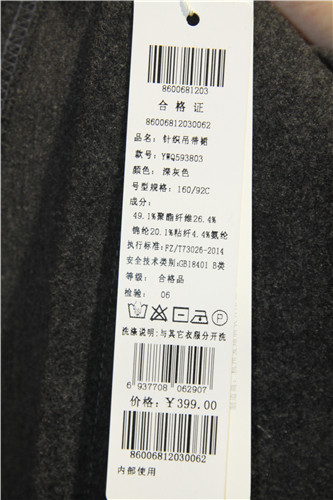 8600681203
合格证
86006812030062
品名：针织吊带裙
款号：YWQ593803
颜色：深灰色
号型规格：160/92C
成分：
49.1%聚酯纤维26.4%
锦纶20.1%粘纤4.4%氨纶
执行标准：FZ/T73026-2014
安全技术类别：GB18401 B类
等级： 合格品
检验： 06
P
洗涤说明：与其它衣服分开洗
6 937708 062907
价格：￥399.00
86006812030062
内部使用